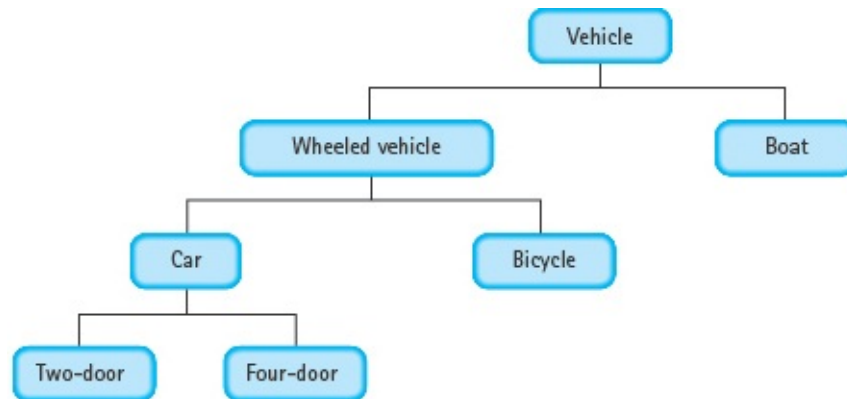 Vehicle
Wheeled vehicle
Boat
Car
Bicycle
Two-door
Four-door